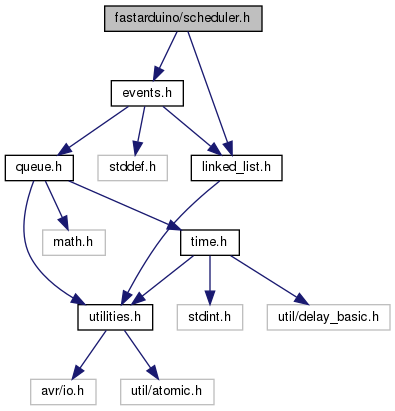 fastarduino/scheduler.h
events.h
queue.h
stddef.h
linked_list.h
math.h
time.h
utilities.h
stdint.h
util/delay_basic.h
avr/io.h
util/atomic.h